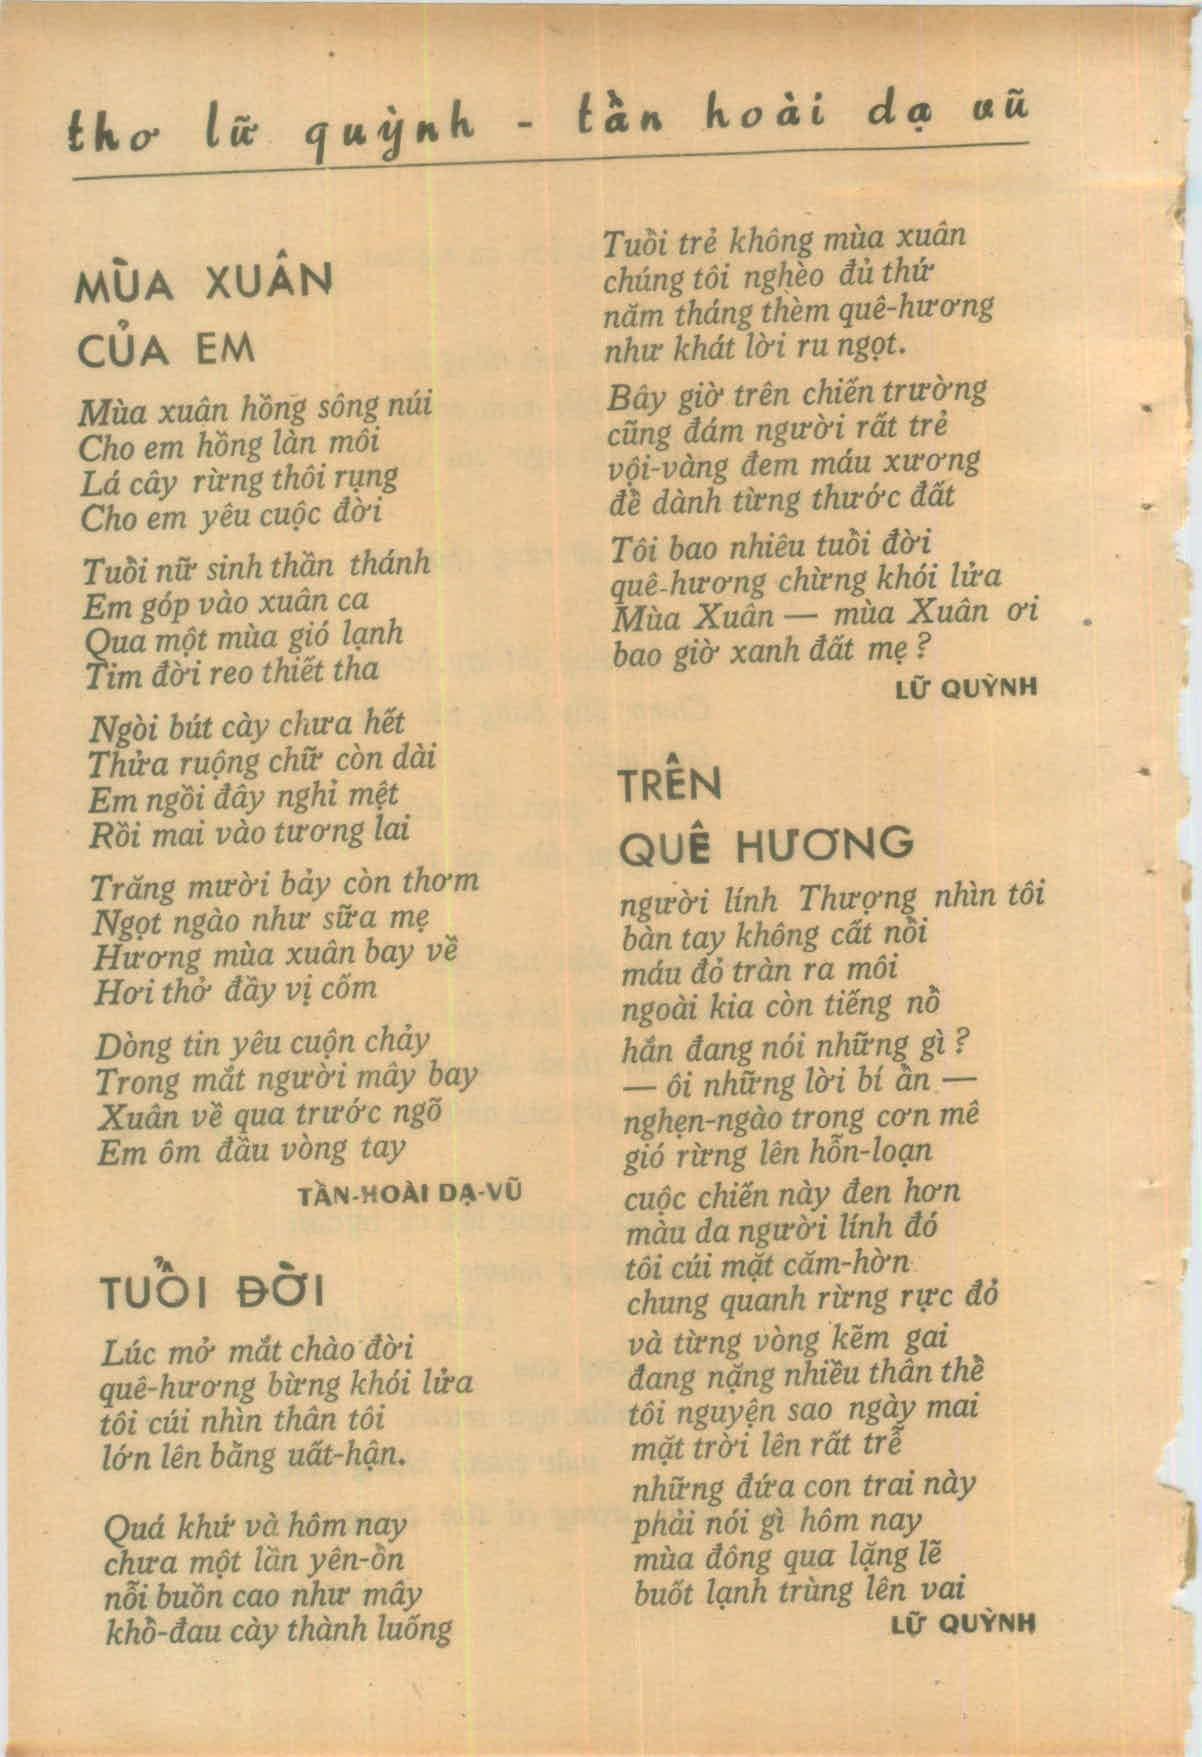 thơ lữ quỳnh - tần hoài dạ vũ
MÙA XUÂN
CỦA EM
Mùa xuân hồng sông núi
Cho em hồng làn môi
Lá cây rừng thôi rụng
Cho em yêu cuộc đời
Tuổi nữ sinh thần thánh
Em góp vào xuân ca
Qua một mùa gió lạnh
Tim đời reo thiết tha
Ngòi bút cày chưa hết
Thửa ruộng chữ còn dài
Em ngồi đây nghỉ mệt
Rồi mai vào tương lai
Trăng mười bảy còn thơm
Ngọt ngào như sữa mẹ
Hương mùa xuân bay về
Hơi thở đầy vị cốm
Dòng tin yêu cuộn chảy
Trong mắt người mây bay
Xuân về qua trước ngõ
Em ôm đầu vòng tay
TẦN-HOÀI DẠ-VŨ
TUỔI ĐỜI
Lúc mở mắt chào đời
quê-hương bừng khói lửa
tôi cúi nhìn thân tôi
lớn lên bằng uất-hận.
Quá khứ và hôm nay
chưa một lần yên-ổn
nỗi buồn cao như mây
khổ-đau cày thành luống
Tuổi trẻ không mùa xuân
chúng tôi nghèo đủ thứ
năm tháng thèm quê-hương
như khát lời ru ngọt.
Bây giờ trên chiến trường
cũng đám người rất trẻ
vội-vàng đem máu xương
để dành từng thước đất
Tôi bao nhiêu tuổi đời
quê-hương chừng khói lửa
Mùa Xuân — mùa Xuân ơi
bao giờ xanh đất mẹ ?
LỮ QUỲNH
TRÊN
QUÊ HƯƠNG
người lính Thượng nhìn tôi
bàn tay không cất nổi
máu đỏ tràn ra môi
ngoài kia còn tiếng nổ
hắn đang nói những gì ?
— ôi những lời bí ẩn —
nghẹn-ngào trong cơn mê
gió rừng lên hỗn-loạn
cuộc chiến này đen hơn
màu da người lính đó
tôi cúi mặt căm-hờn
chung quanh rừng rực đỏ
và từng vòng kẽm gai
đang nặng nhiều thân thể
tôi nguyện sao ngày mai
mặt trời lên rất trễ
những đứa con trai này
phải nói gì hôm nay
mùa đông qua lặng lẽ
buốt lạnh trùng lên vai
LỮ QUỲNH